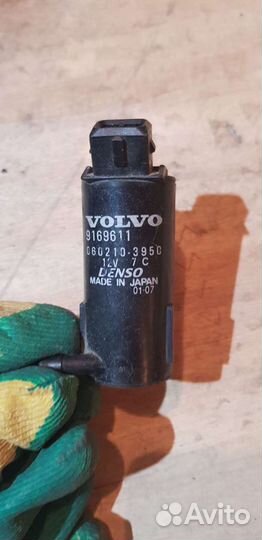 VOLVO
9169611
060210-3950
12V 7C
DENSO
MADE IN JAPAN
01·07
Avito